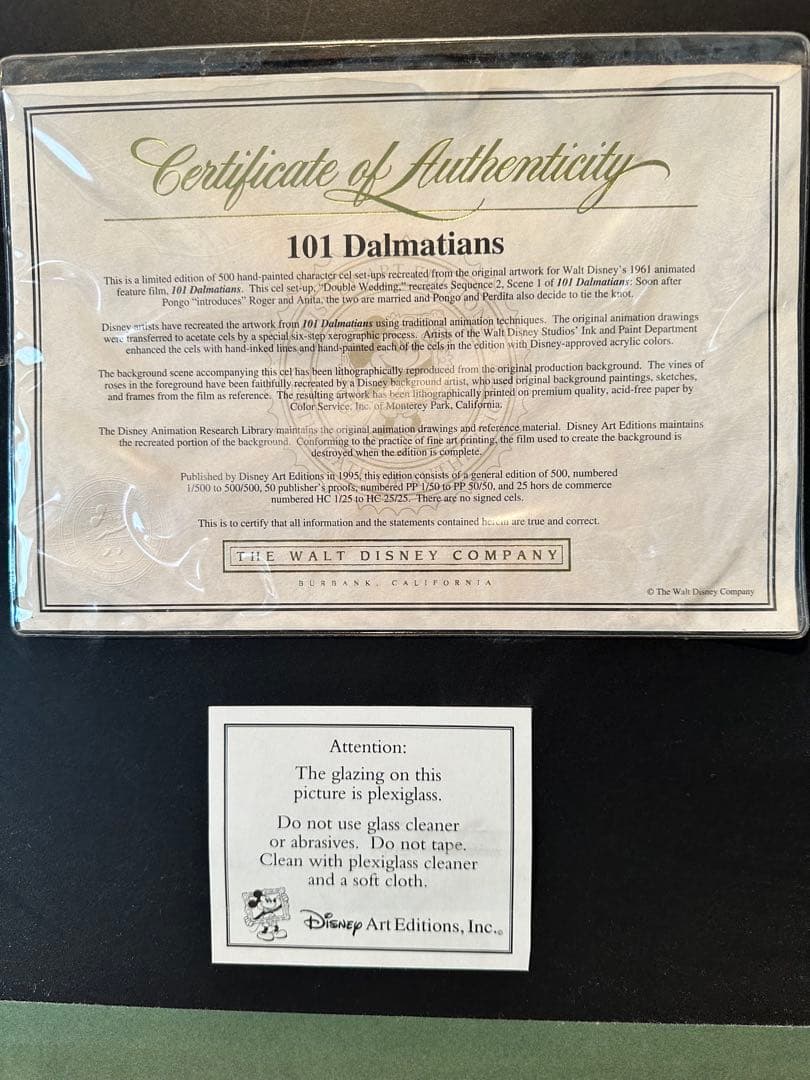 Certificate of Authenticity
101 Dalmatians
This is a limited edition of 500 hand-painted character cel set-ups recreated from the original artwork for Walt Disney's 1961 animated
feature film, 101 Dalmatians. This cel set-up, "Double Wedding," recreates Sequence 2, Scene 1 of 101 Dalmatians: Soon after
Pongo "introduces" Roger and Anita, the two are married and Pongo and Perdita also decide to tie the knot.
Disney artists have recreated the artwork from 101 Dalmatians using traditional animation techniques. The original animation drawings
were transferred to acetate cels by a special six-step xerographic process. Artists of the Walt Disney Studios' Ink and Paint Department
enhanced the cels with hand-inked lines and hand-painted each of the cels in the edition with Disney-approved acrylic colors.
The background scene accompanying this cel has been lithographically reproduced from the original production background. The vines of
roses in the foreground have been faithfully recreated by a Disney background artist, who used original background paintings, sketches,
and frames from the film as reference. The resulting artwork has been lithographically printed on premium quality, acid-free paper by
Color Service, Inc. of Monterey Park, California.
The Disney Animation Research Library maintains the original animation drawings and reference material. Disney Art Editions maintains
the recreated portion of the background. Conforming to the practice of fine art printing, the film used to create the background is
destroyed when the edition is complete.
Published by Disney Art Editions in 1995, this edition consists of a general edition of 500, numbered
1/500 to 500/500, 50 publisher's proofs, numbered PP 1/50 to PP 50/50, and 25 hors de commerce
numbered HC 1/25 to HC 25/25. There are no signed cels.
This is to certify that all information and the statements contained herein are true and correct.
THE WALT DISNEY COMPANY
BURBANK, CALIFORNIA
© The Walt Disney Company
Attention:
The glazing on this
picture is plexiglass.
Do not use glass cleaner
or abrasives. Do not tape.
Clean with plexiglass cleaner
and a soft cloth.
Disney Art Editions, Inc.